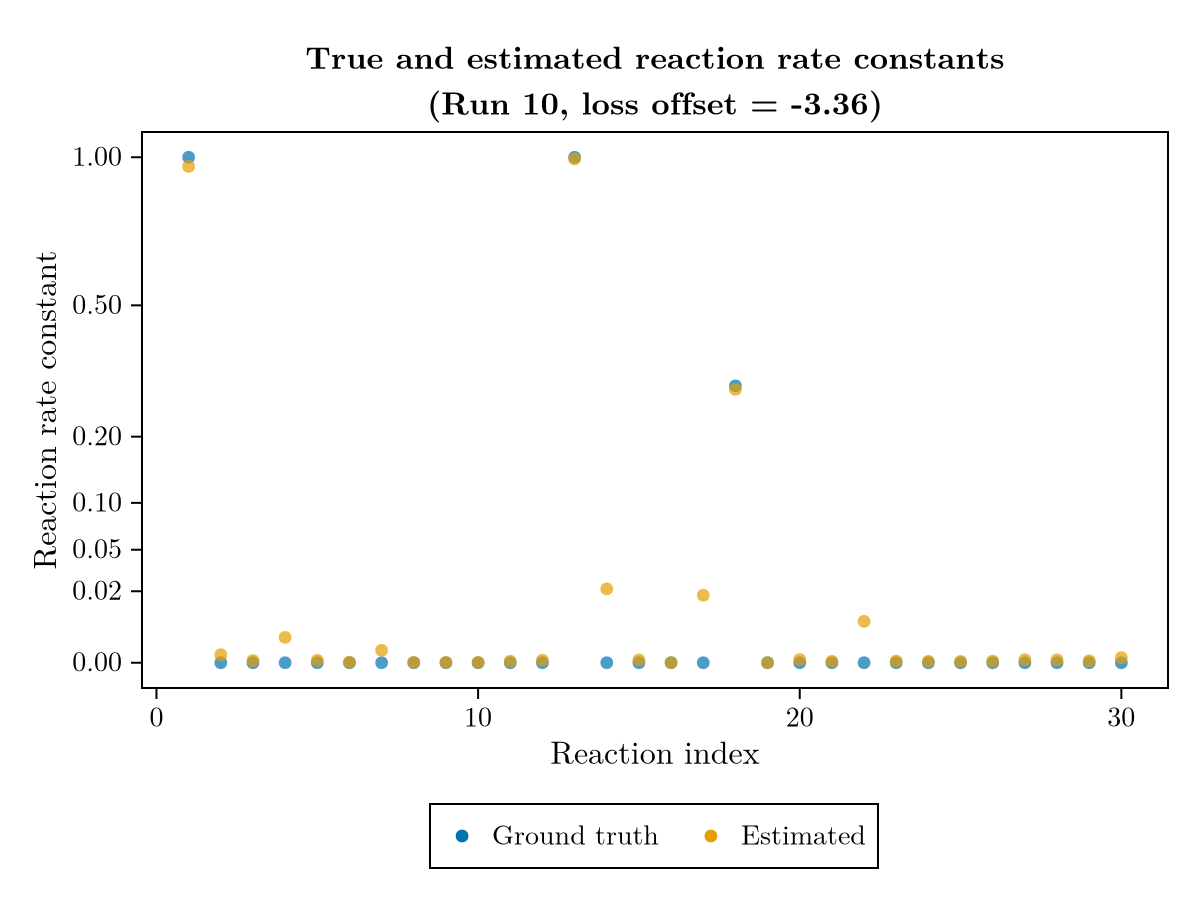 True and estimated reaction rate constants
(Run 10, loss offset = -3.36)
Reaction rate constant
1.00
0.50
0.20
0.10
0.05
0.02
0.00
0 10 20 30
Reaction index
Ground truth Estimated